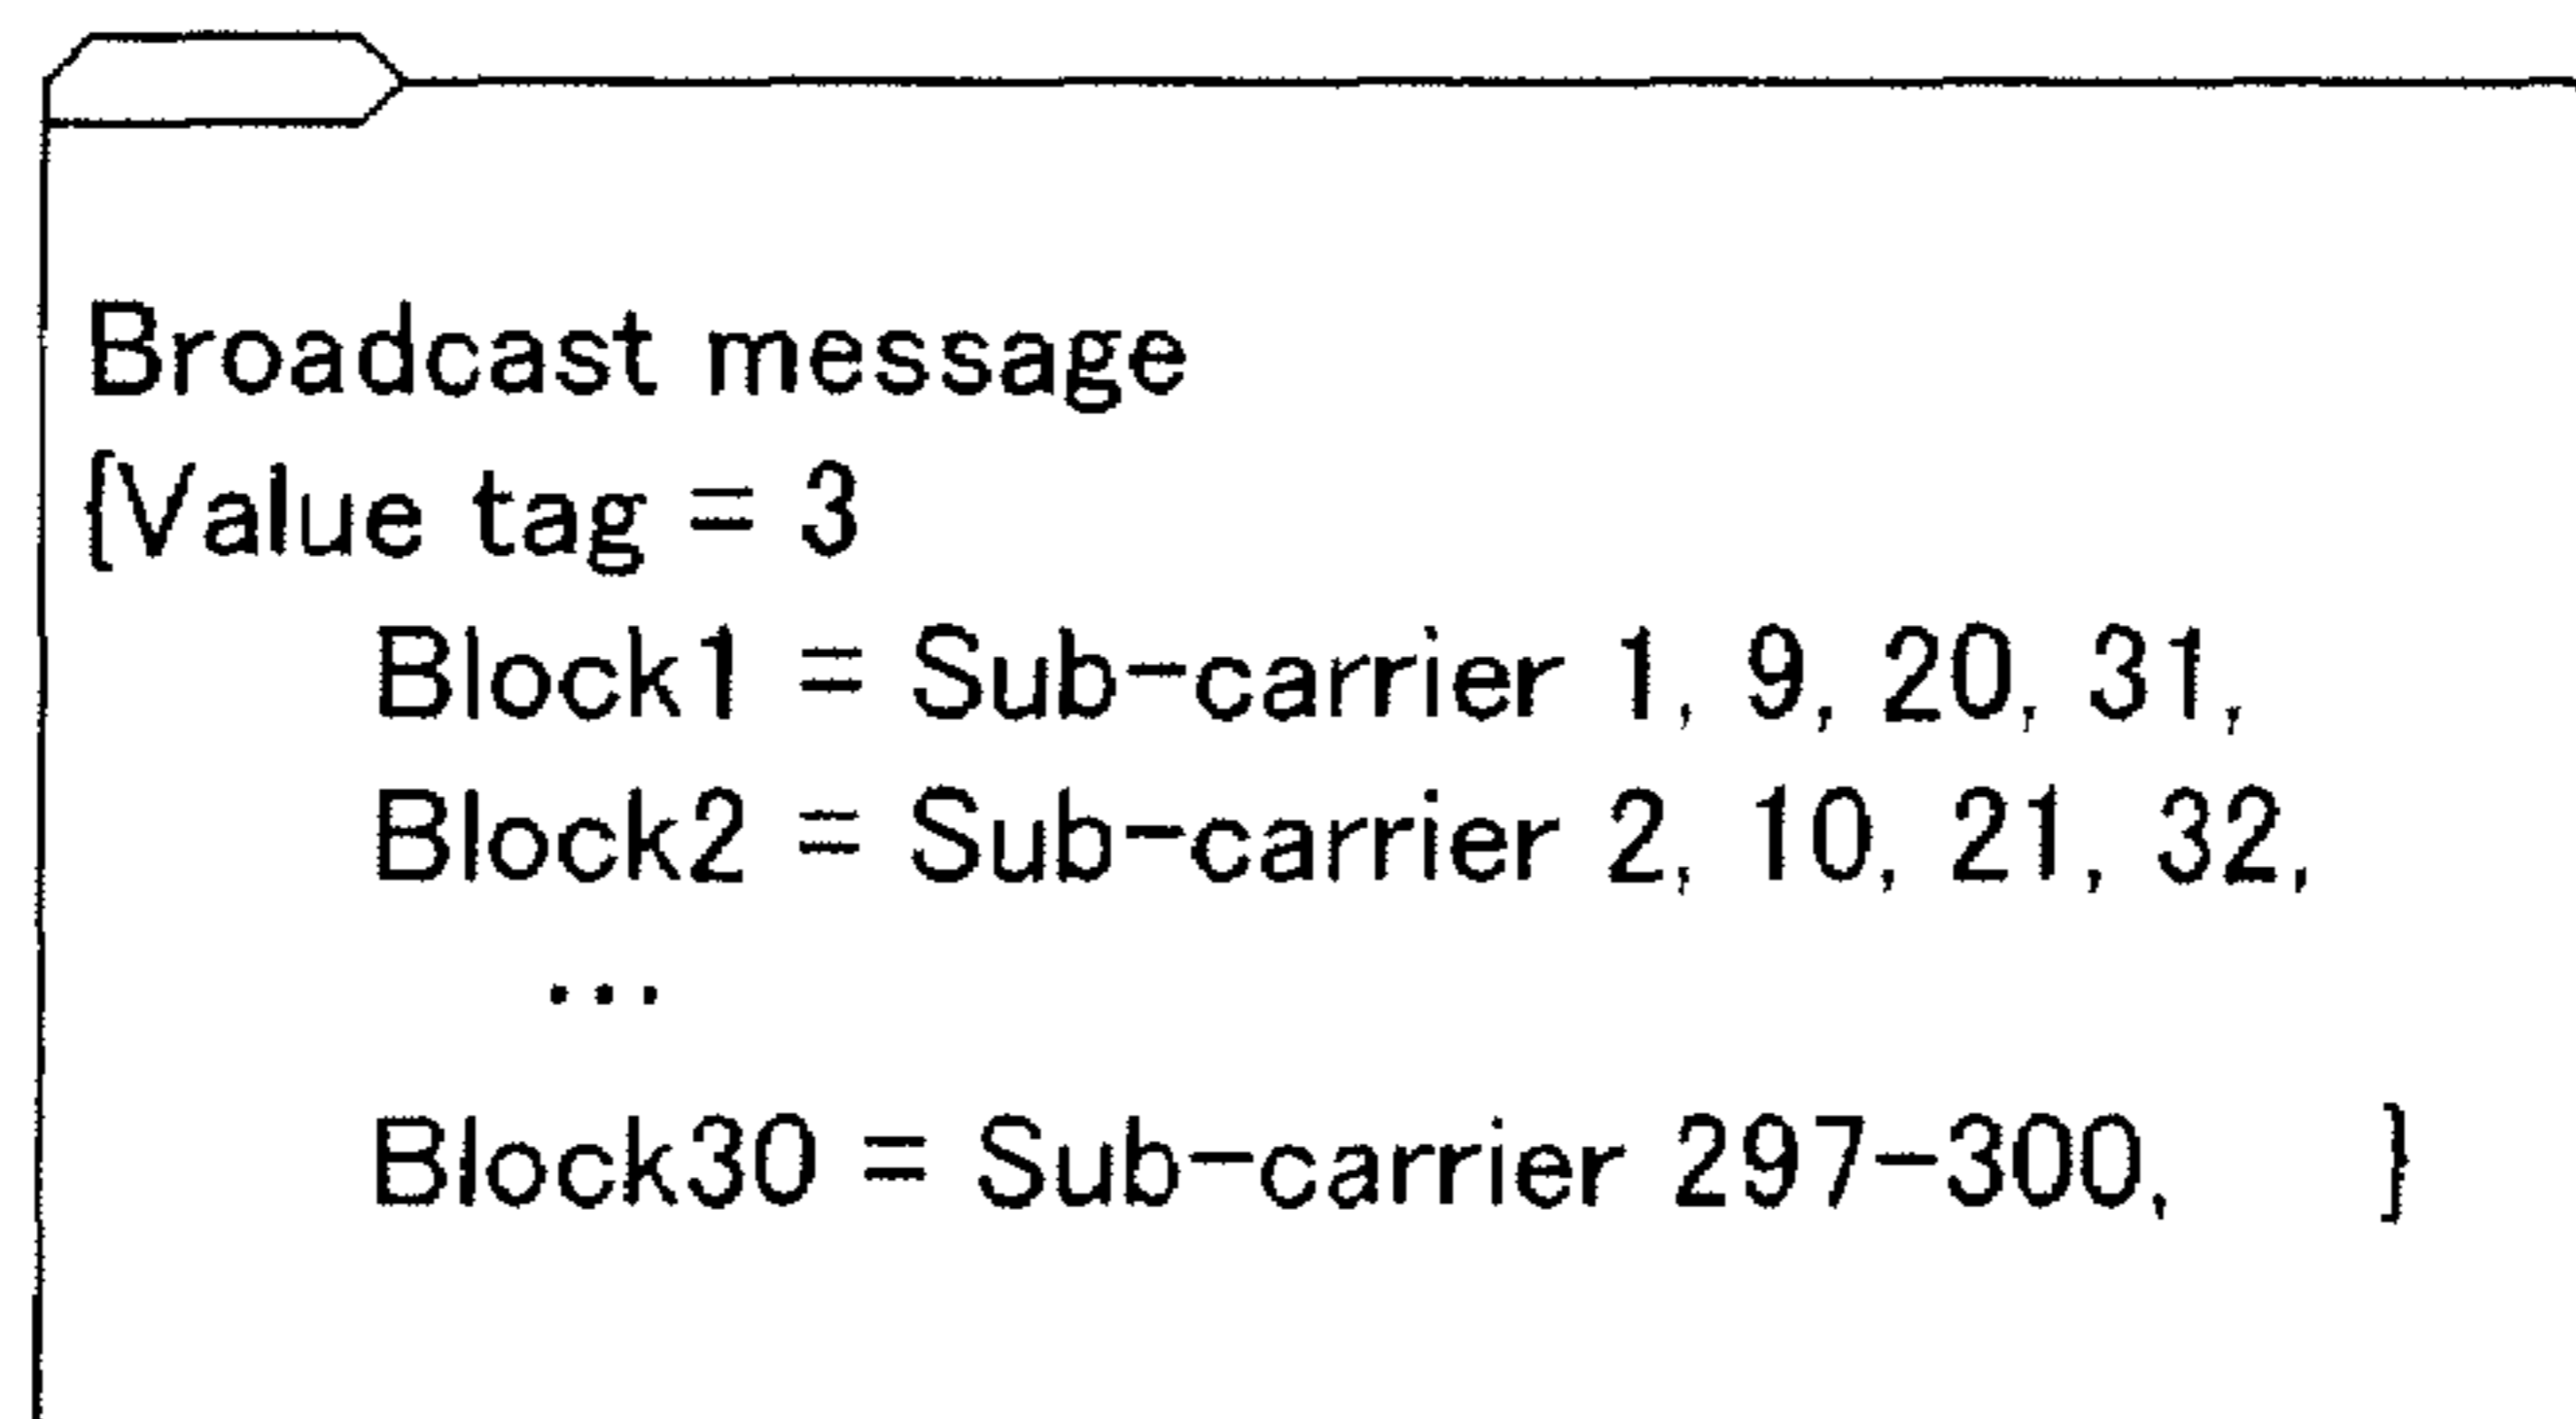 Broadcast message
{Value tag = 3
Block1 = Sub-carrier 1, 9, 20, 31,
Block2 = Sub-carrier 2, 10, 21, 32,
...
Block30 = Sub-carrier 297-300, }